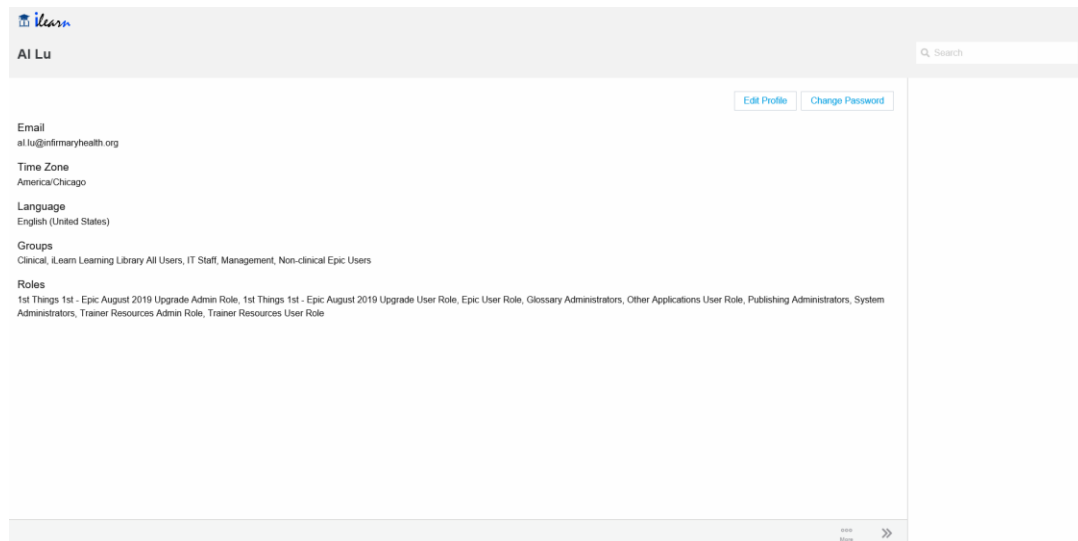 ilearn
Al Lu
Search
Edit Profile Change Password
Email
al.lu@infirmaryhealth.org
Time Zone
America/Chicago
Language
English (United States)
Groups
Clinical, iLearn Learning Library All Users, IT Staff, Management, Non-clinical Epic Users
Roles
1st Things 1st - Epic August 2019 Upgrade Admin Role, 1st Things 1st - Epic August 2019 Upgrade User Role, Epic User Role, Glossary Administrators, Other Applications User Role, Publishing Administrators, System
Administrators, Trainer Resources Admin Role, Trainer Resources User Role